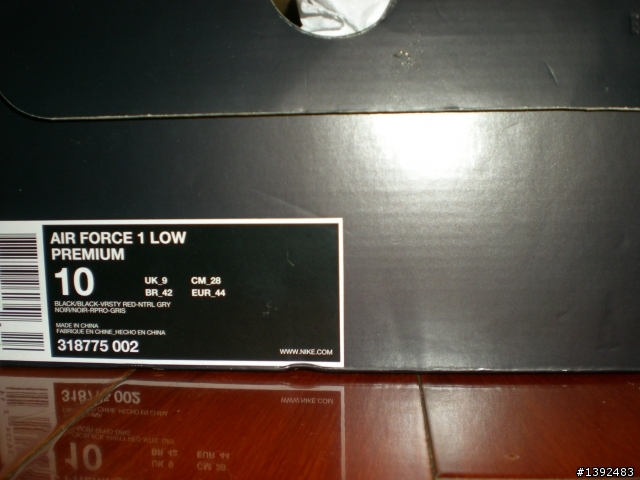 AIR FORCE 1 LOW
PREMIUM
10
UK_9 CM_28
BR_42 EUR_44
BLACK/BLACK-VRSTY RED-NTRL GRY
NOIR/NOIR-RPRO-GRIS
MADE IN CHINA
FABRIQUE EN CHINE_HECHO EN CHINA
318775 002
WWW.NIKE.COM
#1392483